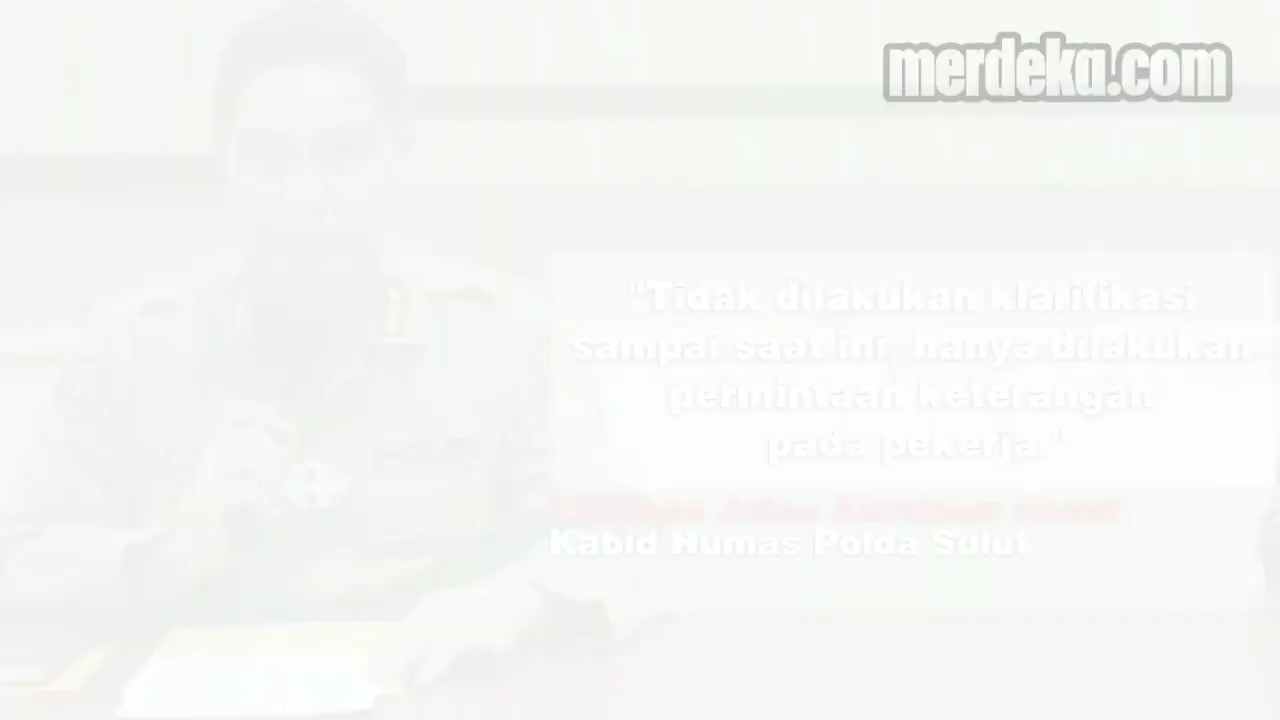 merdeka.com
"Tidak dilakukan klarifikasi
sampai saat ini, hanya dilakukan
permintaan keterangan
pada pekerja."
Kabid Humas Polda Sulut